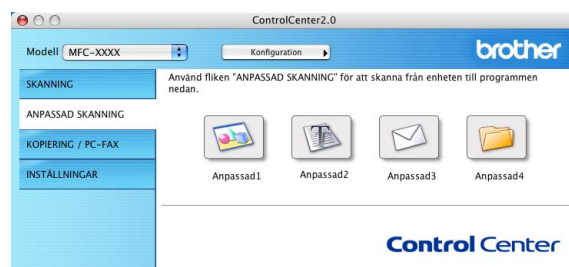 ControlCenter2.0
Modell MFC-XXXX Konfiguration brother
SKANNING
ANPASSAD SKANNING
KOPIERING / PC-FAX
INSTÄLLNINGAR
Använd fliken "ANPASSAD SKANNING" för att skanna från enheten till programmen
nedan.
Anpassad1 Anpassad2 Anpassad3 Anpassad4
Control Center